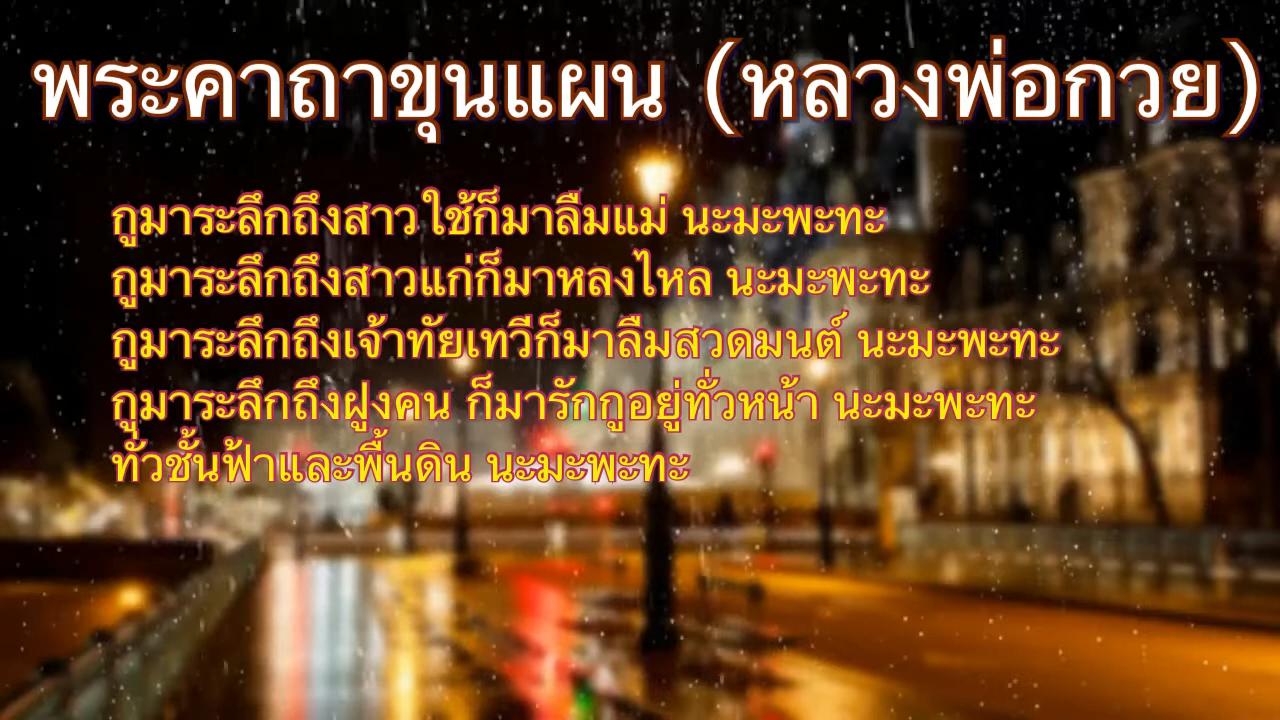 พระคาถาขุนแผน (หลวงพ่อกวย)
กูมาระลึกถึงสาวใช้ก็มาลืมแม่ นะมะพะทะ
กูมาระลึกถึงสาวแก่ก็มาหลงไหล นะมะพะทะ
กูมาระลึกถึงเจ้าทัยเทวีก็มาลืมสวดมนต์ นะมะพะทะ
กูมาระลึกถึงฝูงคน ก็มารักกูอยู่ทั่วหน้า นะมะพะทะ
ทั่วชั้นฟ้าและพื้นดิน นะมะพะทะ